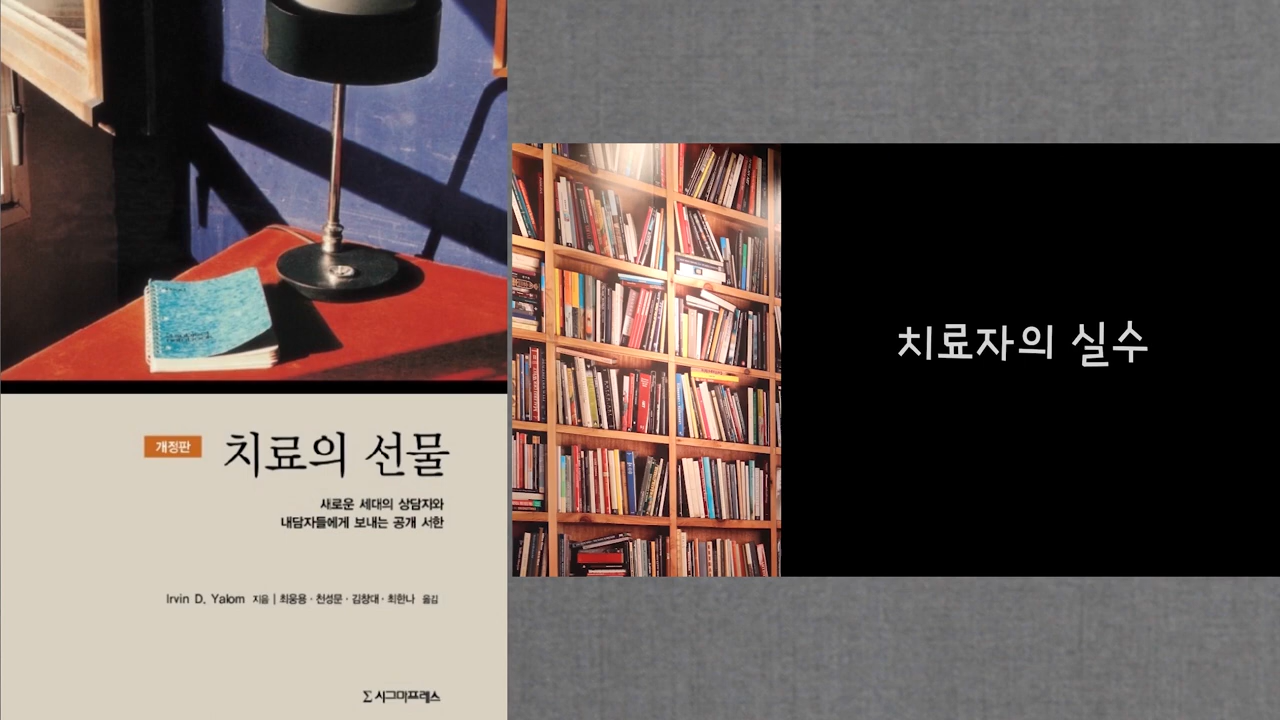 개정판 치료의 선물
새로운 세대의 상담자와
내담자들에게 보내는 공개 서한
Irvin D. Yalom 지음 | 최웅용 · 천성문 · 김창대 · 최한나 옮김
Σ 시그마프레스
치료자의 실수